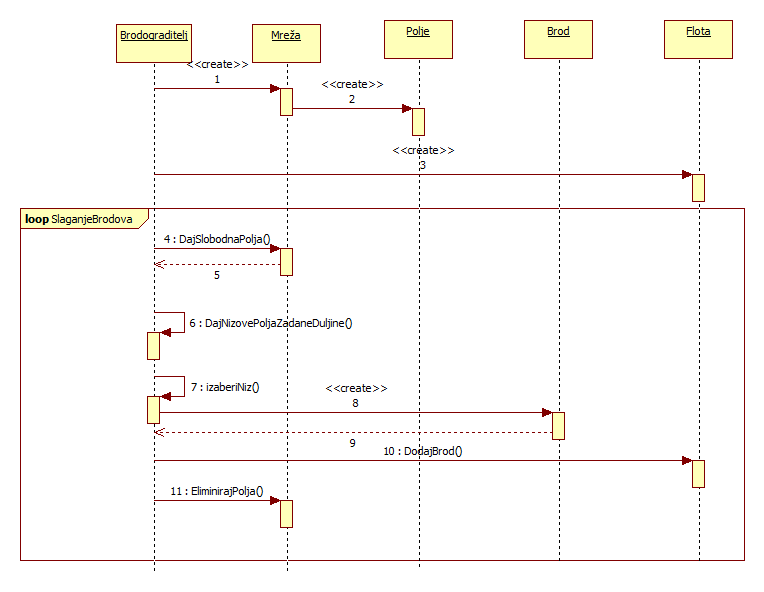 Brodograditelj
Mreža
Polje
Brod
Flota
<<create>>
1
<<create>>
2
<<create>>
3
loop SlaganjeBrodova
4 : DajSlobodnaPolja()
5
6 : DajNizovePoljaZadaneDuljine()
7 : izaberiNiz()
<<create>>
8
9
10 : DodajBrod()
11 : EliminirajPolja()